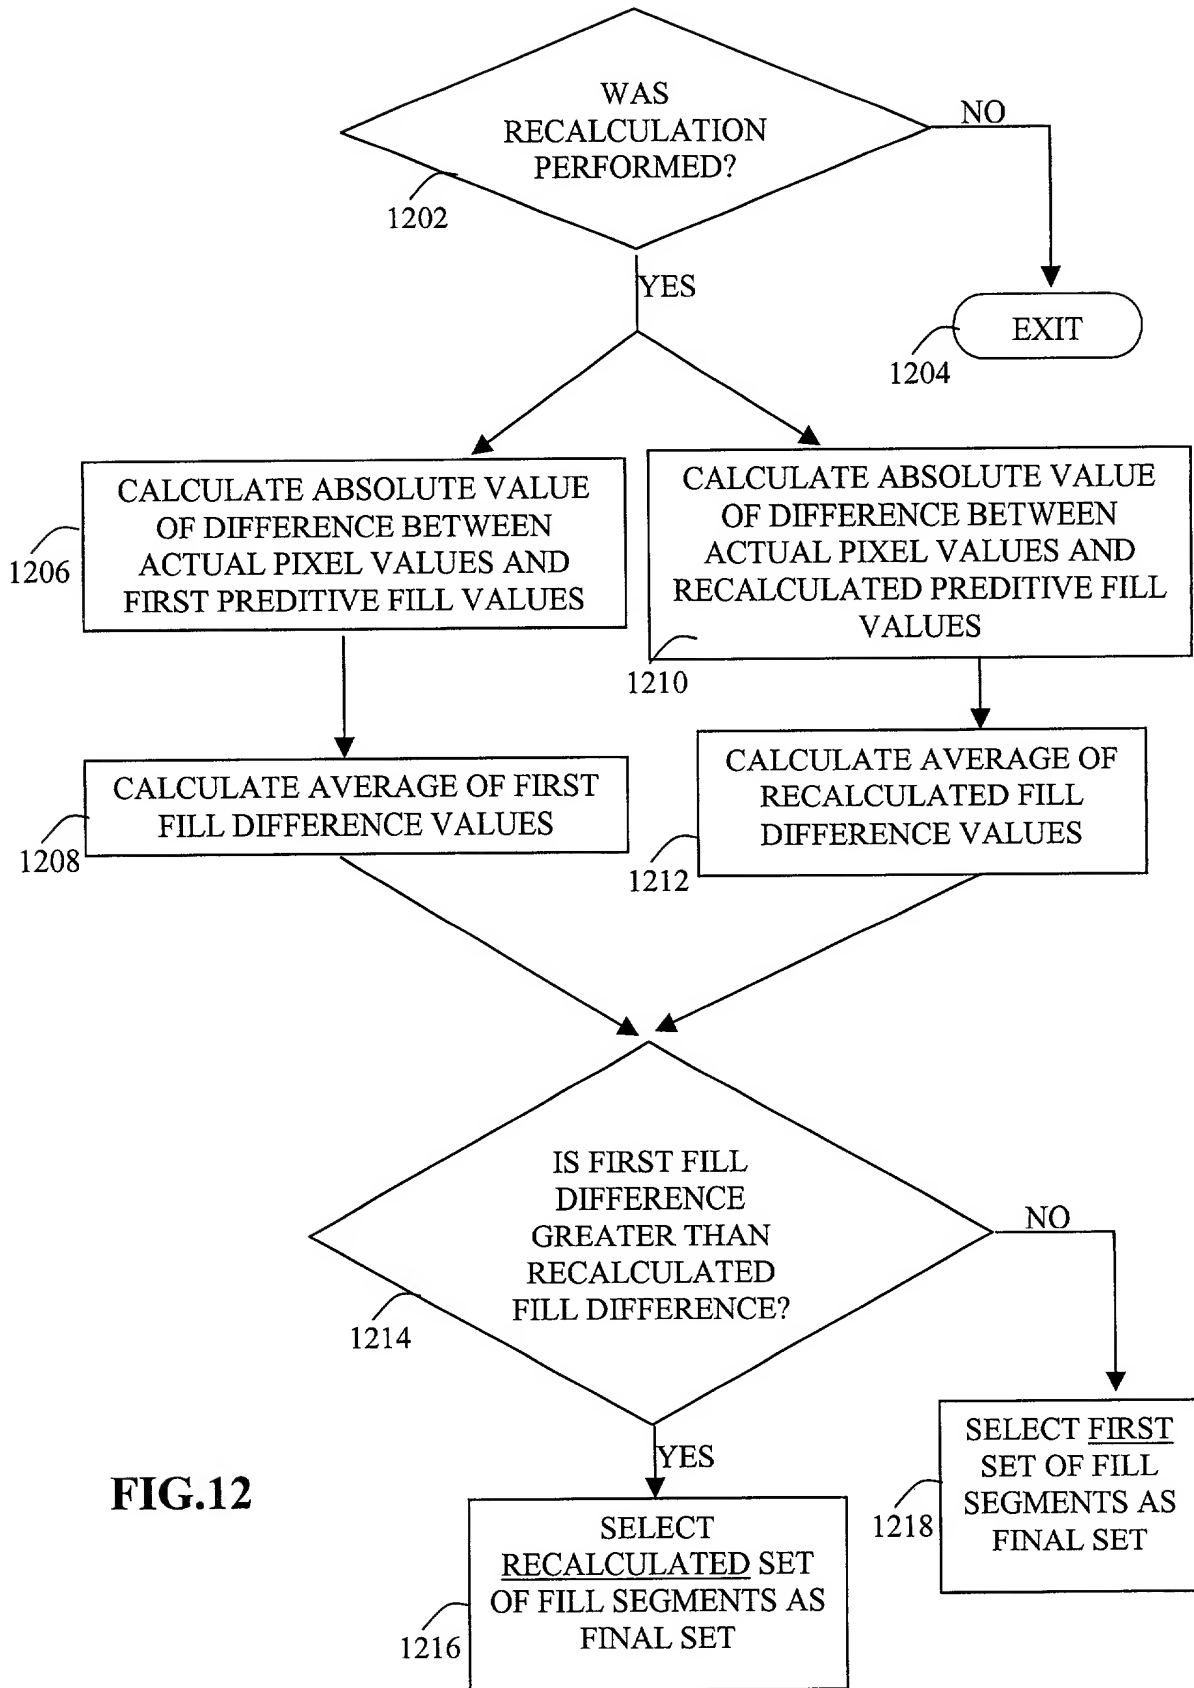 WAS
RECALCULATION
PERFORMED?
NO
1202
YES
EXIT
1204
CALCULATE ABSOLUTE VALUE
OF DIFFERENCE BETWEEN
ACTUAL PIXEL VALUES AND
FIRST PREDITIVE FILL VALUES
1206
CALCULATE ABSOLUTE VALUE
OF DIFFERENCE BETWEEN
ACTUAL PIXEL VALUES AND
RECALCULATED PREDITIVE FILL
VALUES
1210
CALCULATE AVERAGE OF FIRST
FILL DIFFERENCE VALUES
1208
CALCULATE AVERAGE OF
RECALCULATED FILL
DIFFERENCE VALUES
1212
IS FIRST FILL
DIFFERENCE
GREATER THAN
RECALCULATED
FILL DIFFERENCE?
NO
1214
YES
SELECT FIRST
SET OF FILL
SEGMENTS AS
FINAL SET
1218
FIG.12
SELECT
RECALCULATED SET
OF FILL SEGMENTS AS
FINAL SET
1216